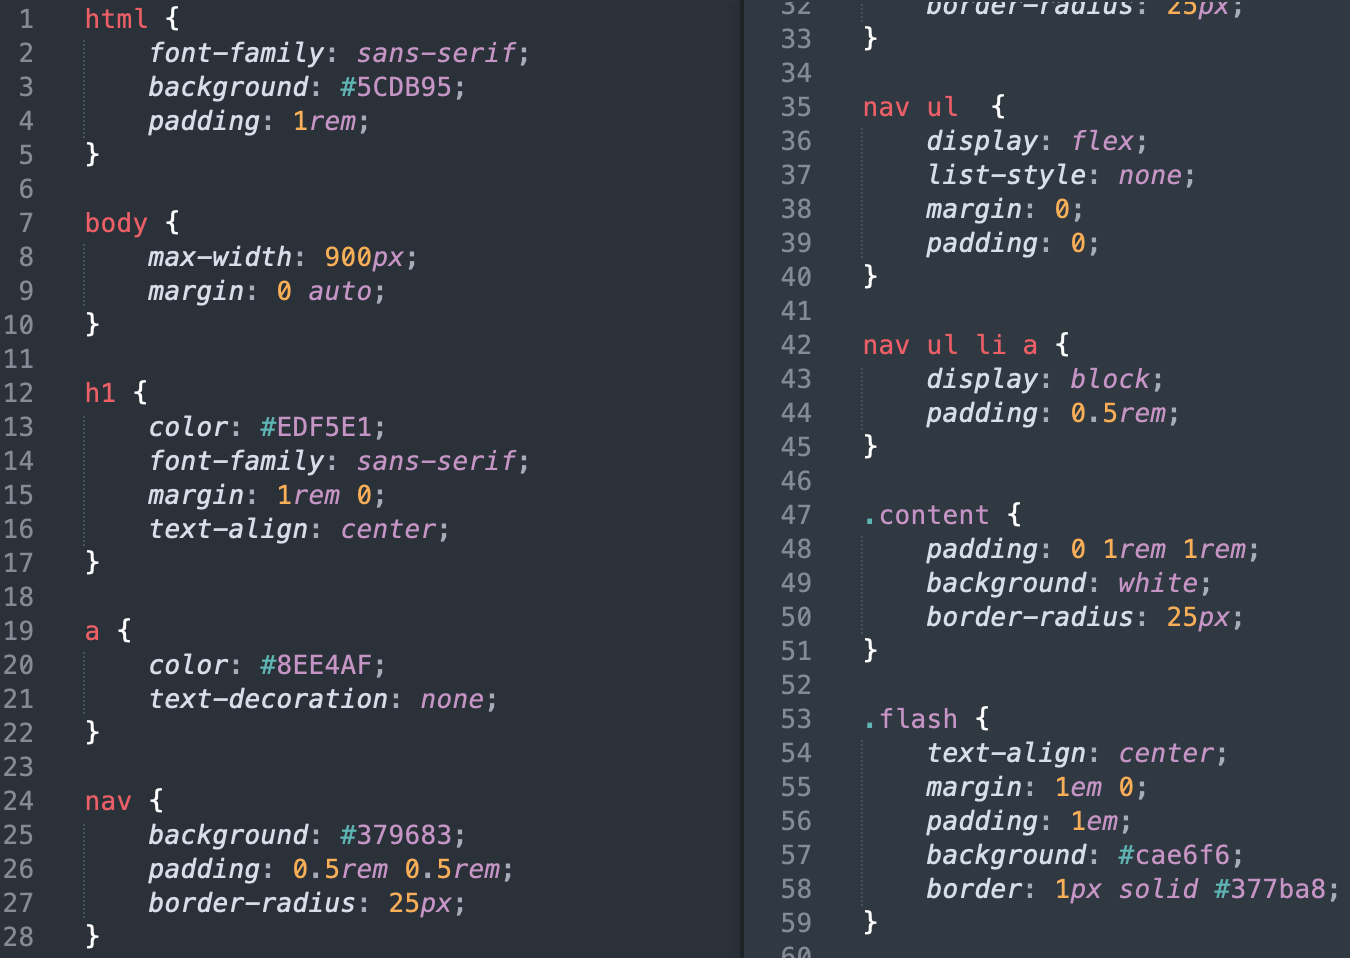 1 html {
2 font-family: sans-serif;
3 background: #5CDB95;
4 padding: 1rem;
5 }
6
7 body {
8 max-width: 900px;
9 margin: 0 auto;
10 }
11
12 h1 {
13 color: #EDF5E1;
14 font-family: sans-serif;
15 margin: 1rem 0;
16 text-align: center;
17 }
18
19 a {
20 color: #8EE4AF;
21 text-decoration: none;
22 }
23
24 nav {
25 background: #379683;
26 padding: 0.5rem 0.5rem;
27 border-radius: 25px;
28 }
32 border-radius: 25px;
33 }
34
35 nav ul  {
36 display: flex;
37 list-style: none;
38 margin: 0;
39 padding: 0;
40 }
41
42 nav ul li a {
43 display: block;
44 padding: 0.5rem;
45 }
46
47 .content {
48 padding: 0 1rem 1rem;
49 background: white;
50 border-radius: 25px;
51 }
52
53 .flash {
54 text-align: center;
55 margin: 1em 0;
56 padding: 1em;
57 background: #cae6f6;
58 border: 1px solid #377ba8;
59 }
60